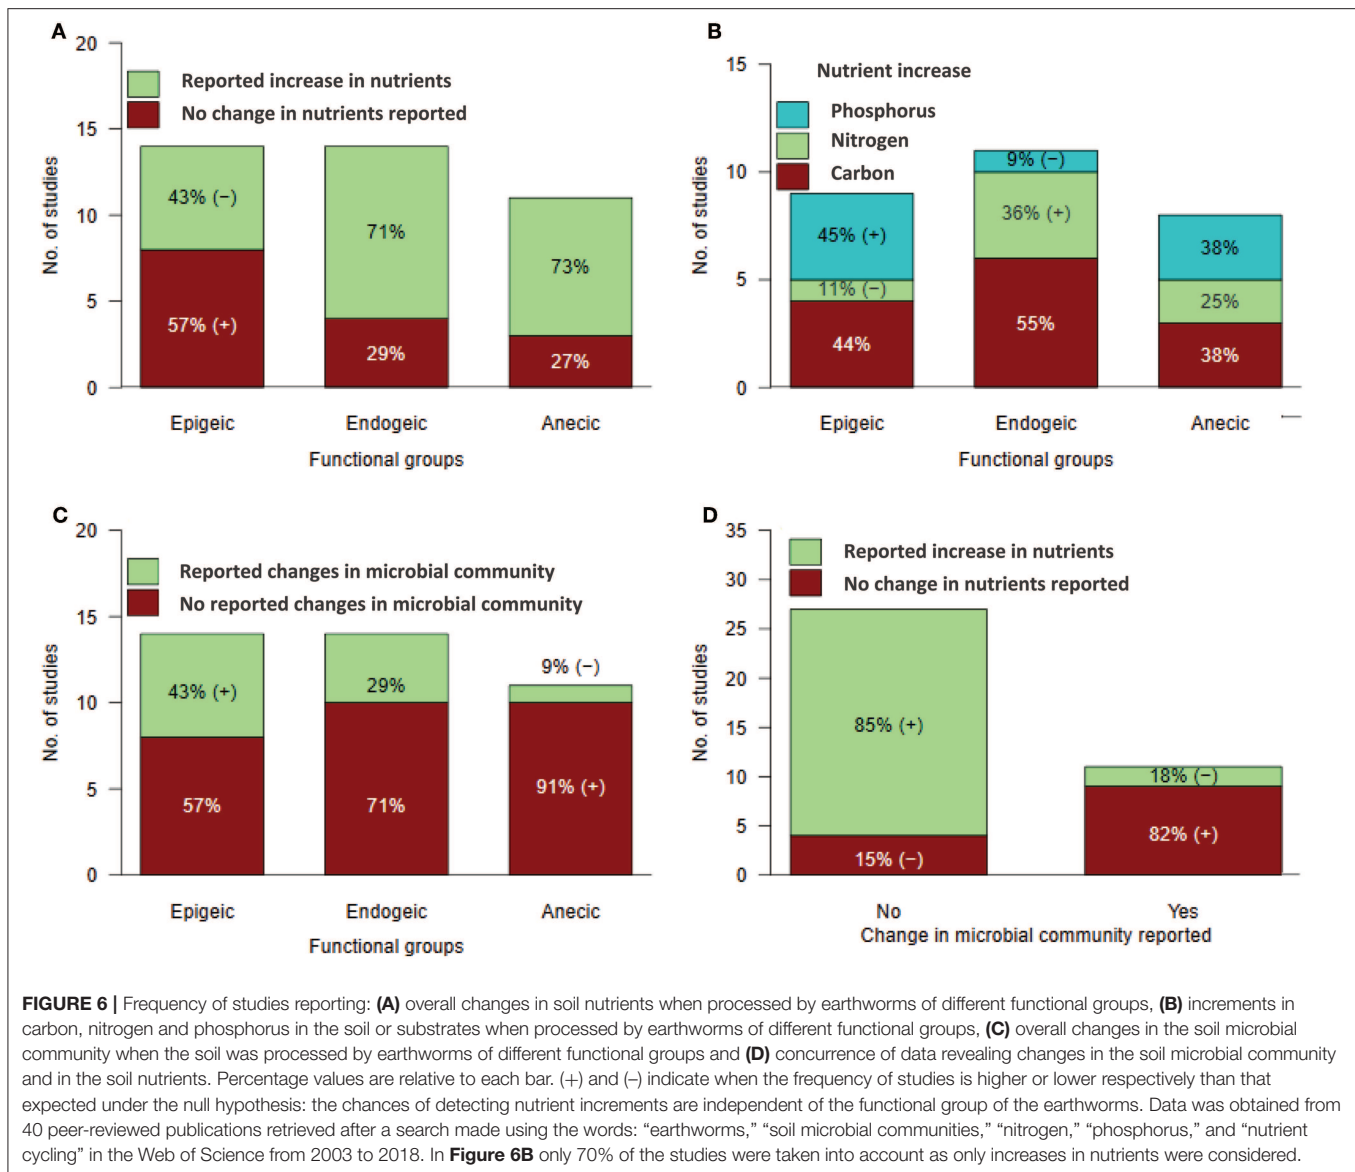 A
20
15
10
5
0
No. of studies
Reported increase in nutrients
No change in nutrients reported
43% (−)
57% (+)
71%
29%
73%
27%
Epigeic
Endogeic
Anecic
Functional groups
B
15
10
5
0
No. of studies
Nutrient increase
Phosphorus
Nitrogen
Carbon
45% (+)
11% (−)
44%
9% (−)
36% (+)
55%
38%
25%
38%
Epigeic
Endogeic
Anecic
Functional groups
C
20
15
10
5
0
No. of studies
Reported changes in microbial community
No reported changes in microbial community
43% (+)
57%
29%
71%
9% (−)
91% (+)
Epigeic
Endogeic
Anecic
Functional groups
D
35
30
25
20
15
10
5
0
No. of studies
Reported increase in nutrients
No change in nutrients reported
85% (+)
15% (−)
18% (−)
82% (+)
No
Yes
Change in microbial community reported
FIGURE 6 | Frequency of studies reporting: (A) overall changes in soil nutrients when processed by earthworms of different functional groups, (B) increments in
carbon, nitrogen and phosphorus in the soil or substrates when processed by earthworms of different functional groups, (C) overall changes in the soil microbial
community when the soil was processed by earthworms of different functional groups and (D) concurrence of data revealing changes in the soil microbial community
and in the soil nutrients. Percentage values are relative to each bar. (+) and (–) indicate when the frequency of studies is higher or lower respectively than that
expected under the null hypothesis: the chances of detecting nutrient increments are independent of the functional group of the earthworms. Data was obtained from
40 peer-reviewed publications retrieved after a search made using the words: “earthworms,” “soil microbial communities,” “nitrogen,” “phosphorus,” and “nutrient
cycling” in the Web of Science from 2003 to 2018. In Figure 6B only 70% of the studies were taken into account as only increases in nutrients were considered.